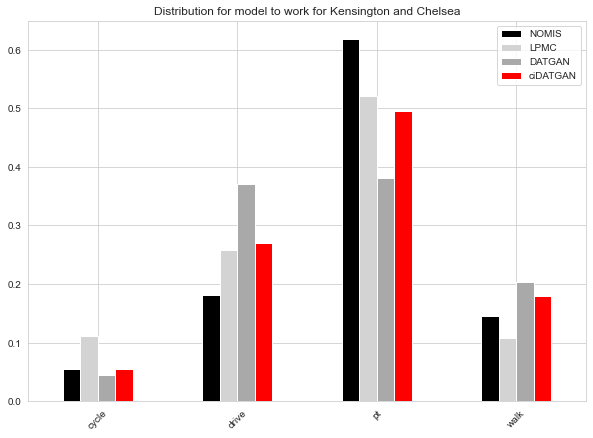 Distribution for model to work for Kensington and Chelsea
NOMIS
LPMC
DATGAN
ciDATGAN
0.6
0.5
0.4
0.3
0.2
0.1
0.0
cycle
drive
pt
walk